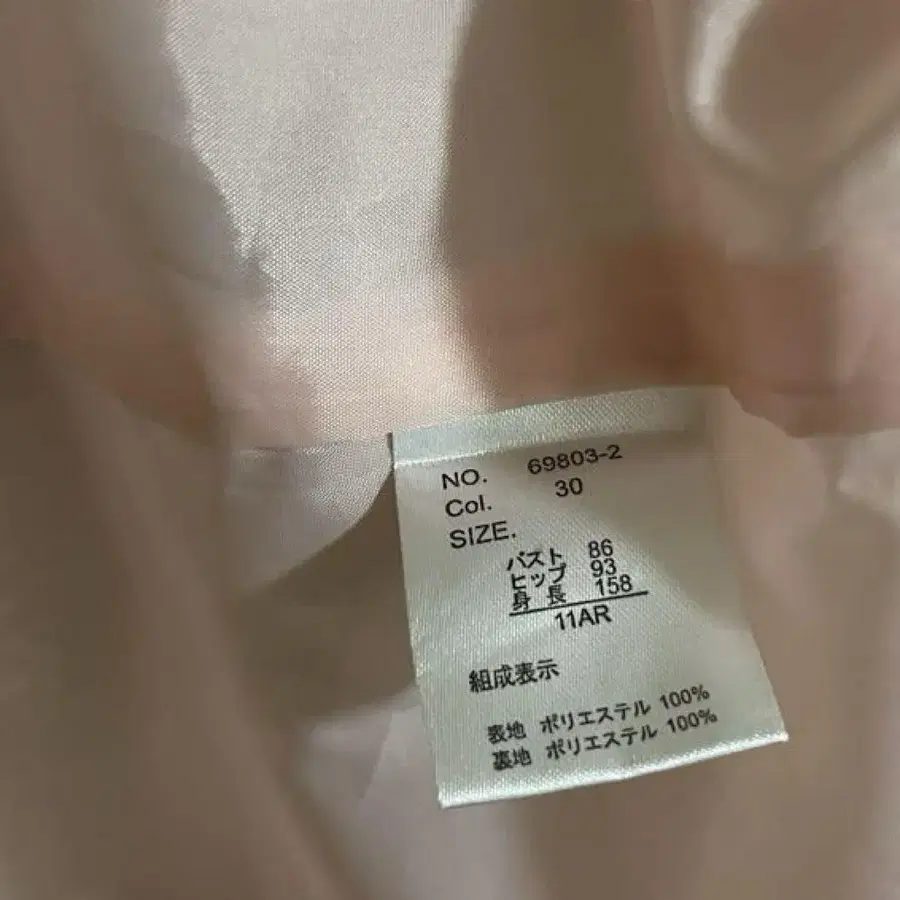 NO. 69803-2
Col. 30
SIZE.
バスト 86
ヒップ 93
身長 158
11AR
組成表示
表地 ポリエステル 100%
裏地 ポリエステル 100%